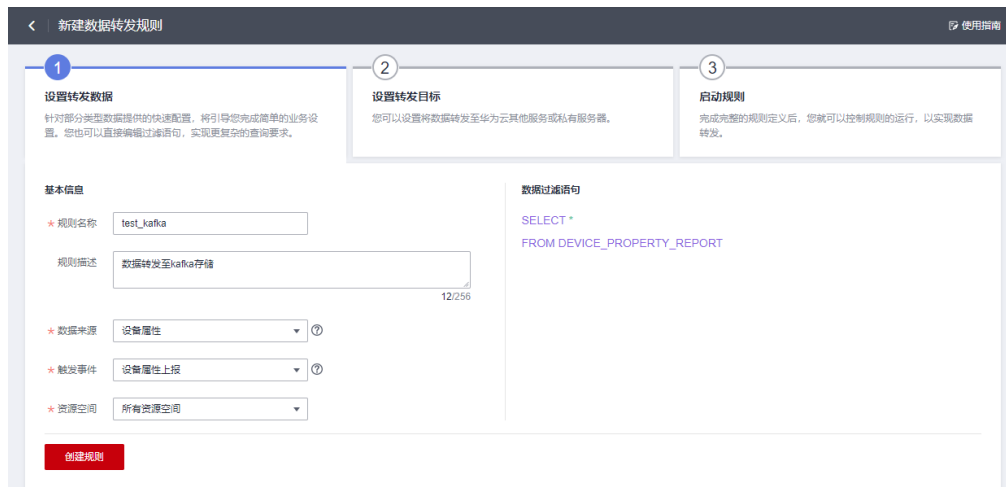 新建数据转发规则
使用指南
1
设置转发数据
针对部分类型数据提供的快速配置，将引导您完成简单的业务设
置。您也可以直接编辑过滤语句，实现更复杂的查询要求。
2
设置转发目标
您可以设置将数据转发至华为云其他服务或私有服务器。
3
启动规则
完成完整的规则定义后，您就可以控制规则的运行，以实现数据
转发。
基本信息
* 规则名称 test_kafka
规则描述 数据转发至kafka存储
12/256
* 数据来源 设备属性
* 触发事件 设备属性上报
* 资源空间 所有资源空间
创建规则
数据过滤语句
SELECT *
FROM DEVICE_PROPERTY_REPORT